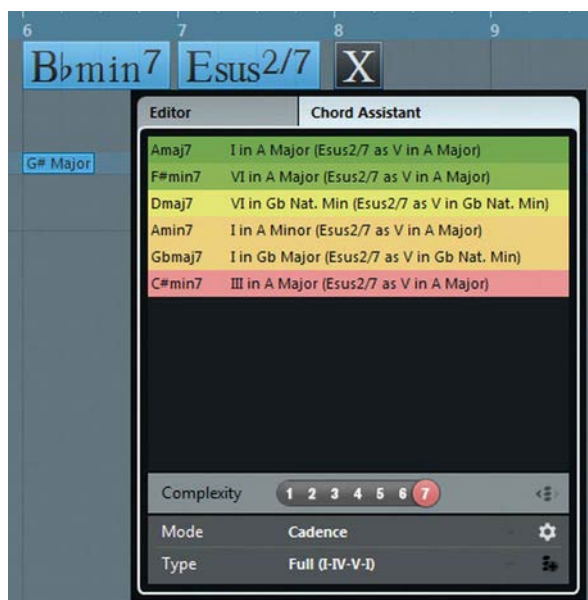 6 7 8 9
B♭min7 Esus2/7 X
Editor Chord Assistant
Amaj7 I in A Major (Esus2/7 as V in A Major)
G# Major
F#min7 VI in A Major (Esus2/7 as V in A Major)
Dmaj7 VI in Gb Nat. Min (Esus2/7 as V in Gb Nat. Min)
Amin7 I in A Minor (Esus2/7 as V in A Major)
Gbmaj7 I in Gb Major (Esus2/7 as V in Gb Nat. Min)
C#min7 III in A Major (Esus2/7 as V in A Major)
Complexity 1 2 3 4 5 6 7
Mode Cadence
Type Full (I-IV-V-I)